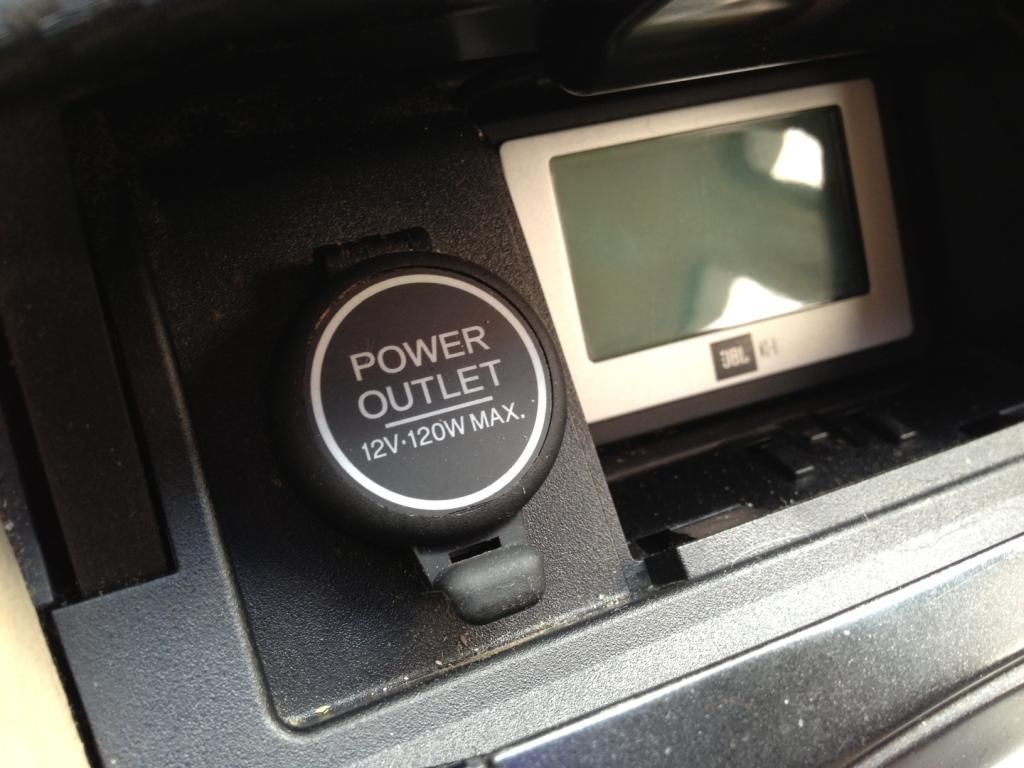 POWER
OUTLET
12V·120W MAX.
JBL